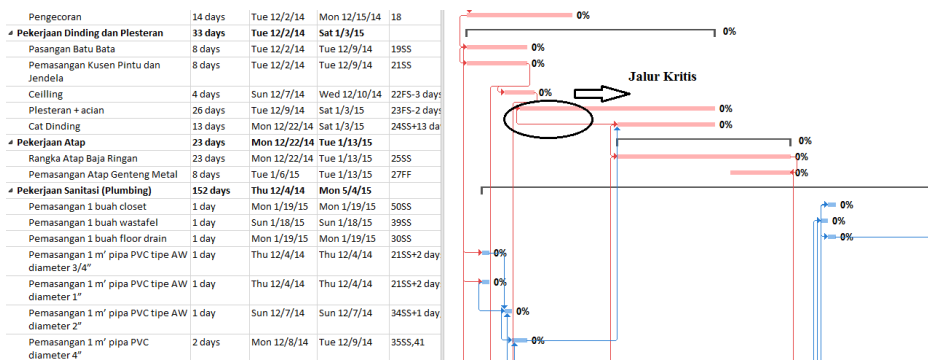 Pengecoran 14 days Tue 12/2/14 Mon 12/15/14 18 0%
Pekerjaan Dinding dan Plesteran 33 days Tue 12/2/14 Sat 1/3/15 0%
Pasangan Batu Bata 8 days Tue 12/2/14 Tue 12/9/14 19SS 0%
Pemasangan Kusen Pintu dan 8 days Tue 12/2/14 Tue 12/9/14 21SS 0%
Jendela
Jalur Kritis
Ceilling 4 days Sun 12/7/14 Wed 12/10/14 22FS-3 days 0%
Plesteran + acian 26 days Tue 12/9/14 Sat 1/3/15 23FS-2 days 0%
Cat Dinding 13 days Mon 12/22/14 Sat 1/3/15 24SS+13 da 0%
Pekerjaan Atap 23 days Mon 12/22/14 Tue 1/13/15 0%
Rangka Atap Baja Ringan 23 days Mon 12/22/14 Tue 1/13/15 25SS 0%
Pemasangan Atap Genteng Metal 8 days Tue 1/6/15 Tue 1/13/15 27FF 0%
Pekerjaan Sanitasi (Plumbing) 152 days Thu 12/4/14 Mon 5/4/15
Pemasangan 1 buah closet 1 day Mon 1/19/15 Mon 1/19/15 50SS 0%
Pemasangan 1 buah wastafel 1 day Sun 1/18/15 Sun 1/18/15 39SS 0%
Pemasangan 1 buah floor drain 1 day Mon 1/19/15 Mon 1/19/15 30SS 0%
Pemasangan 1 m' pipa PVC tipe AW 1 day Thu 12/4/14 Thu 12/4/14 21SS+2 day 0%
diameter 3/4"
Pemasangan 1 m' pipa PVC tipe AW 1 day Thu 12/4/14 Thu 12/4/14 21SS+2 day 0%
diameter 1"
Pemasangan 1 m' pipa PVC tipe AW 1 day Sun 12/7/14 Sun 12/7/14 34SS+1 day 0%
diameter 2"
Pemasangan 1 m' pipa PVC 2 days Mon 12/8/14 Tue 12/9/14 35SS,41 0%
diameter 4"